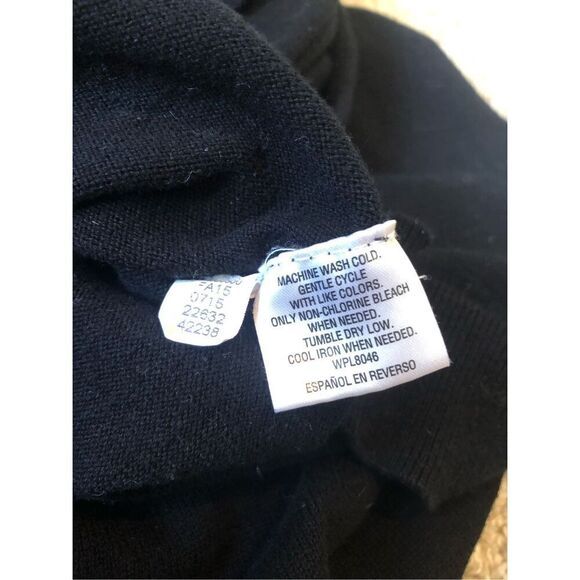 FA15
0715
22632
42238
MACHINE WASH COLD.
GENTLE CYCLE
WITH LIKE COLORS.
ONLY NON-CHLORINE BLEACH
WHEN NEEDED.
TUMBLE DRY LOW.
COOL IRON WHEN NEEDED.
WPL8046
ESPAÑOL EN REVERSO